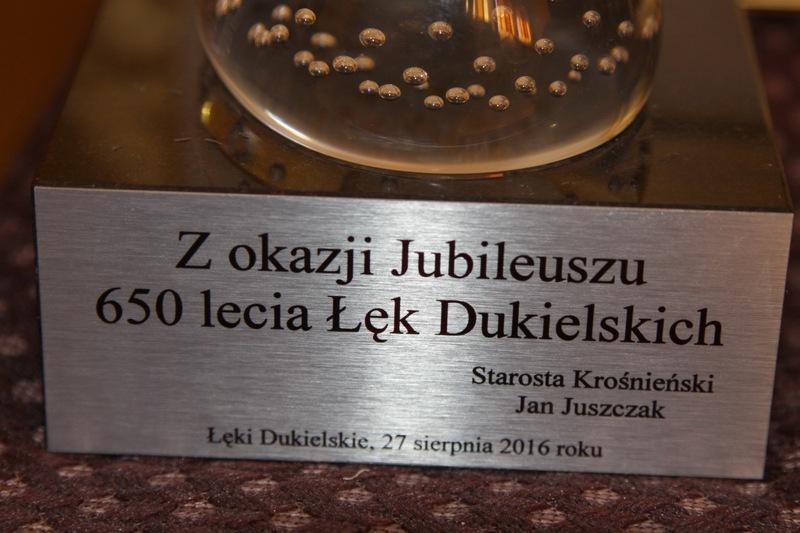 Z okazji Jubileuszu
650 lecia Łęk Dukielskich
Starosta Krośnieński
Jan Juszczak
Łęki Dukielskie, 27 sierpnia 2016 roku